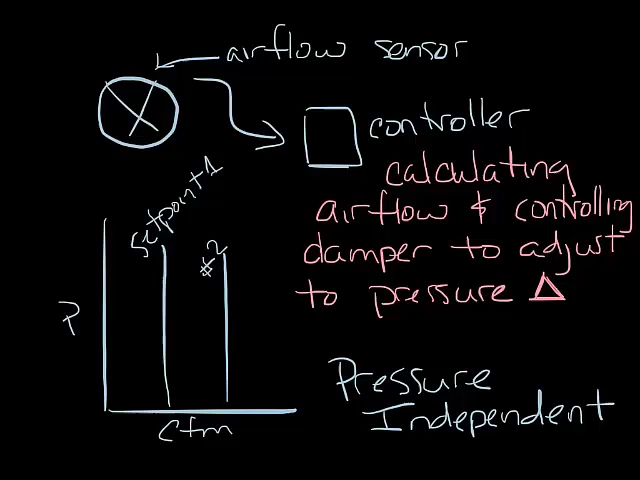 airflow sensor
controller
calculating
airflow & controlling
damper to adjust
to pressure Δ
setpoint 1
#2
P
cfm
Pressure
Independent